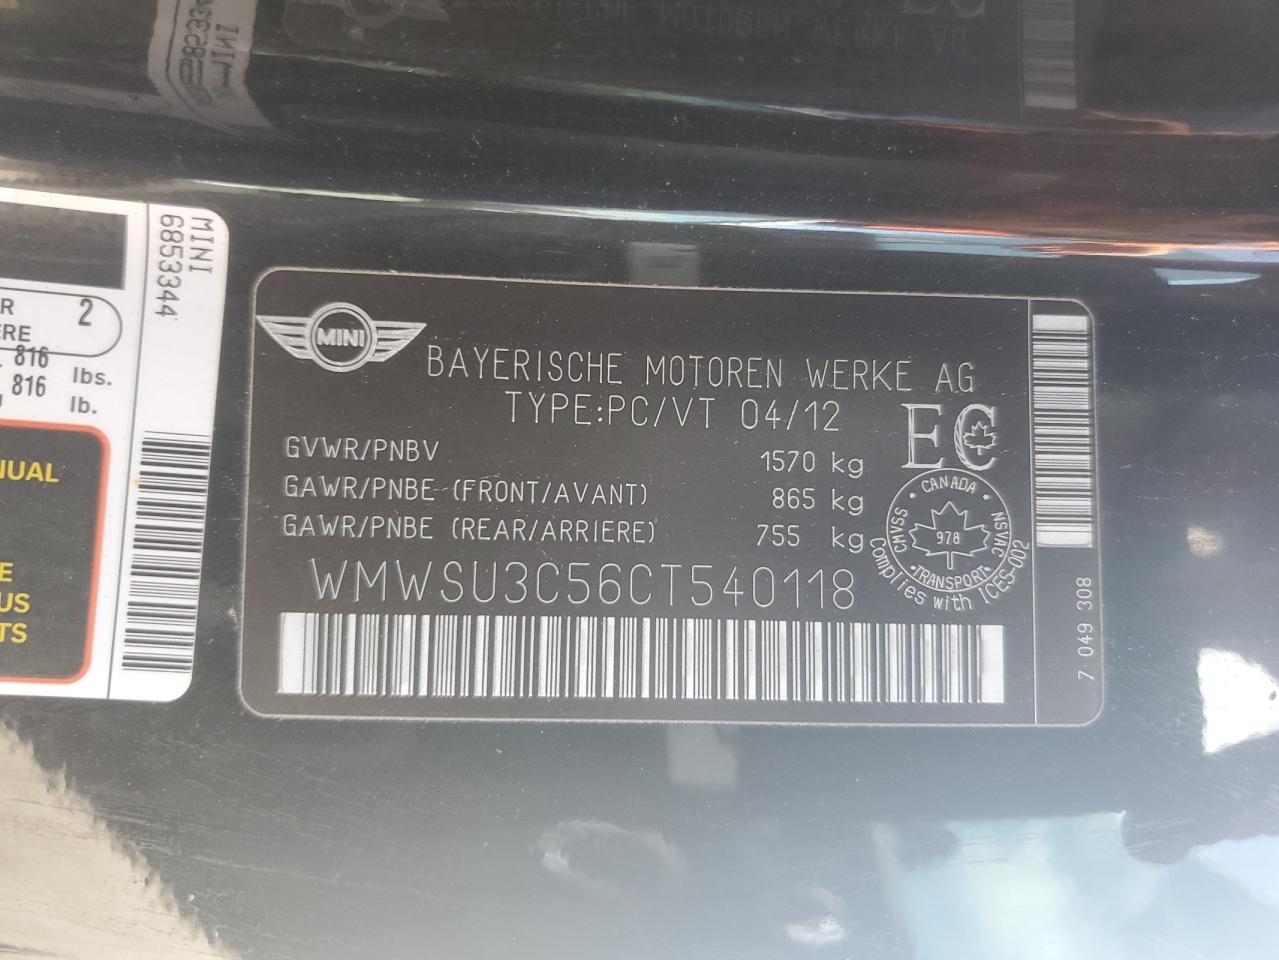 MINI
6853344
R
ERE
2
816 lbs.
816 lb.
NUAL
E
US
TS
MINI
BAYERISCHE MOTOREN WERKE AG
TYPE:PC/VT 04/12
GVWR/PNBV 1570 kg
GAWR/PNBE (FRONT/AVANT) 865 kg
GAWR/PNBE (REAR/ARRIERE) 755 kg
WMWSU3C56CT540118
EC
CANADA
CMVSS
NSVAC
978
TRANSPORT
Complies with ICES-002
7 049 308